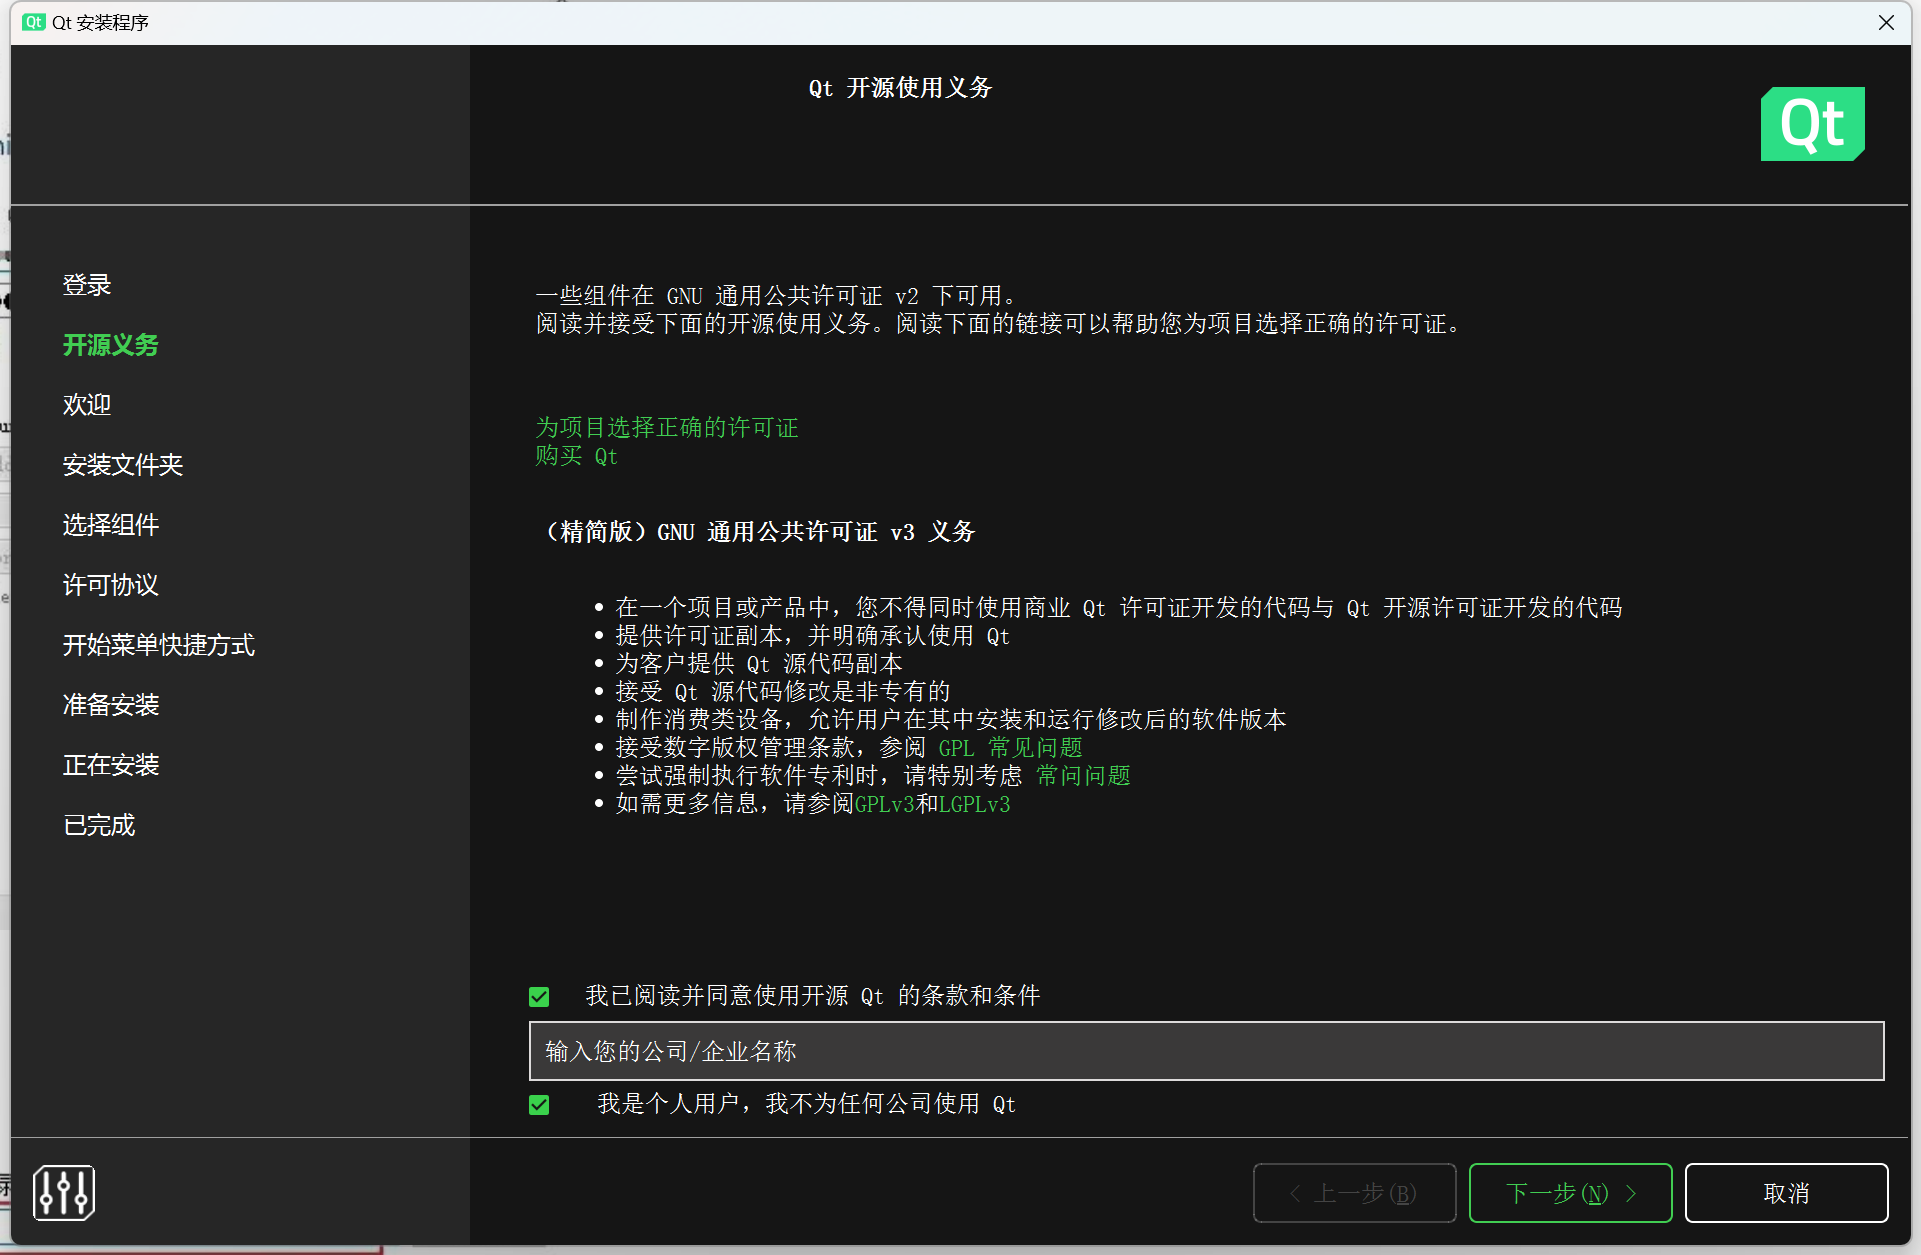 Qt Qt 安装程序
Qt 开源使用义务
Qt
登录
开源义务
欢迎
安装文件夹
选择组件
许可协议
开始菜单快捷方式
准备安装
正在安装
已完成
一些组件在 GNU 通用公共许可证 v2 下可用。
阅读并接受下面的开源使用义务。阅读下面的链接可以帮助您为项目选择正确的许可证。
为项目选择正确的许可证
购买 Qt
（精简版）GNU 通用公共许可证 v3 义务
• 在一个项目或产品中，您不得同时使用商业 Qt 许可证开发的代码与 Qt 开源许可证开发的代码
• 提供许可证副本，并明确承认使用 Qt
• 为客户提供 Qt 源代码副本
• 接受 Qt 源代码修改是非专有的
• 制作消费类设备，允许用户在其中安装和运行修改后的软件版本
• 接受数字版权管理条款，参阅 GPL 常见问题
• 尝试强制执行软件专利时，请特别考虑 常问问题
• 如需更多信息，请参阅GPLv3和LGPLv3
我已阅读并同意使用开源 Qt 的条款和条件
输入您的公司/企业名称
我是个人用户，我不为任何公司使用 Qt
< 上一步(B)
下一步(N) >
取消